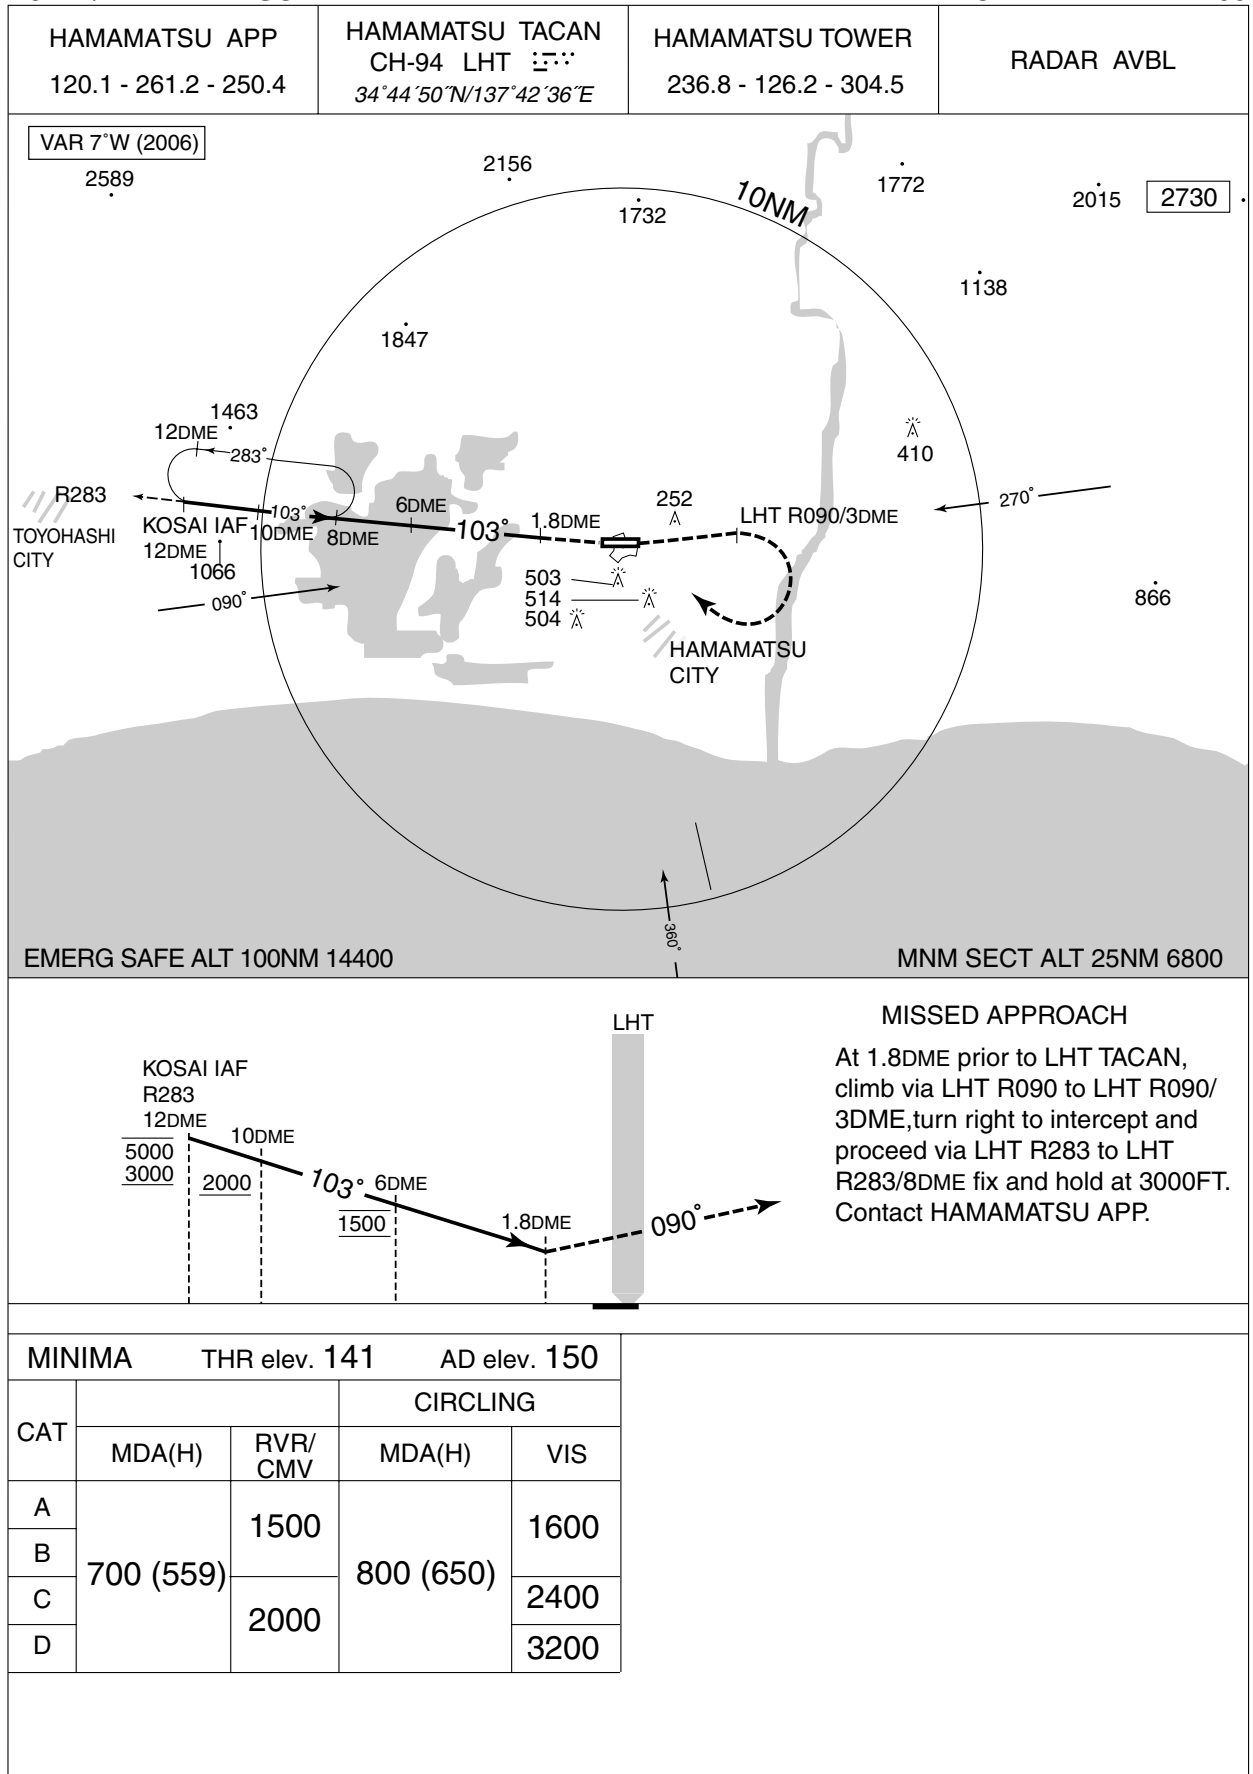 HAMAMATSU APP
120.1 - 261.2 - 250.4
HAMAMATSU TACAN
CH-94 LHT
34˚44´50˝N/137˚42´36˝E
HAMAMATSU TOWER
236.8 - 126.2 - 304.5
RADAR AVBL
VAR 7˚W (2006)
2589
2156
1732
10NM
1772
2015
2730
1138
1847
1463
12DME
283˚
410
R283
TOYOHASHI
CITY
KOSAI IAF
12DME
1066
103˚
10DME
8DME
6DME
103˚
1.8DME
252
LHT R090/3DME
270˚
090˚
503
514
504
866
HAMAMATSU
CITY
360˚
EMERG SAFE ALT 100NM 14400
MNM SECT ALT 25NM 6800
LHT
KOSAI IAF
R283
12DME
5000
3000
10DME
2000
103˚
6DME
1500
1.8DME
090˚
MISSED APPROACH
At 1.8DME prior to LHT TACAN,
climb via LHT R090 to LHT R090/
3DME,turn right to intercept and
proceed via LHT R283 to LHT
R283/8DME fix and hold at 3000FT.
Contact HAMAMATSU APP.
MINIMA THR elev. 141 AD elev. 150
CAT
CIRCLING
MDA(H)
RVR/
CMV
MDA(H)
VIS
A
B
C
D
700 (559)
1500
2000
800 (650)
1600
2400
3200